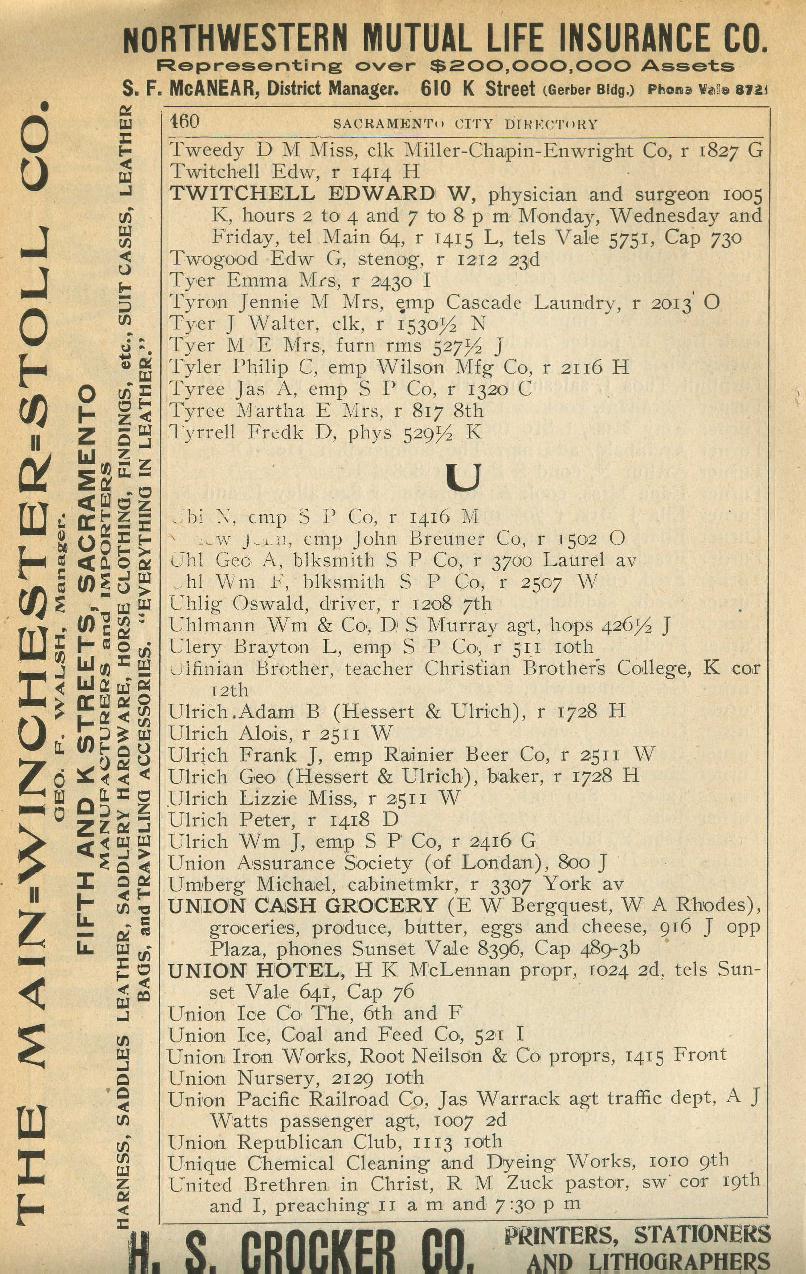 NORTHWESTERN MUTUAL LIFE INSURANCE CO.
Representing over $200,000,000 Assets
S. F. McANEAR, District Manager. 610 K Street (Gerber Bldg.) Phone Vale 8721
THE MAIN=WINCHESTER=STOLL CO.
GEO. F. WALSH, Manager.
FIFTH AND K STREETS, SACRAMENTO
MANUFACTURERS and IMPORTERS
HARNESS, SADDLES LEATHER, SADDLERY HARDWARE, HORSE CLOTHING, FINDINGS, etc., SUIT CASES, LEATHER
BAGS, and TRAVELING ACCESSORIES. "EVERYTHING IN LEATHER."
460 SACRAMENTO CITY DIRECTORY
Tweedy D M Miss, clk Miller-Chapin-Enwright Co, r 1827 G
Twitchell Edw, r 1414 H
TWITCHELL EDWARD W, physician and surgeon 1005
K, hours 2 to 4 and 7 to 8 p m Monday, Wednesday and
Friday, tel Main 64, r 1415 L, tels Vale 5751, Cap 730
Twogood Edw G, stenog, r 1212 23d
Tyer Emma Mrs, r 2430 I
Tyron Jennie M Mrs, emp Cascade Laundry, r 2013 O
Tyer J Walter, clk, r 1530½ N
Tyer M E Mrs, furn rms 527½ J
Tyler Philip C, emp Wilson Mfg Co, r 2116 H
Tyree Jas A, emp S P Co, r 1320 C
Tyree Martha E Mrs, r 817 8th
Tyrrell Fredk D, phys 529½ K
U
N, emp S P Co, r 1416 M
emp John Breuner Co, r 1502 O
Uhl Geo A, blksmith S P Co, r 3700 Laurel av
Uhl Wm F, blksmith S P Co, r 2507 W
Uhlig Oswald, driver, r 1208 7th
Uhlmann Wm & Co, D S Murray agt, hops 426½ J
Ulery Brayton L, emp S P Co, r 511 10th
Ulfinian Brother, teacher Christian Brother's College, K cor
12th
Ulrich Adam B (Hessert & Ulrich), r 1728 H
Ulrich Alois, r 2511 W
Ulrich Frank J, emp Rainier Beer Co, r 2511 W
Ulrich Geo (Hessert & Ulrich), baker, r 1728 H
Ulrich Lizzie Miss, r 2511 W
Ulrich Peter, r 1418 D
Ulrich Wm J, emp S P Co, r 2416 G
Union Assurance Society (of Londan), 800 J
Umberg Michael, cabinetmkr, r 3307 York av
UNION CASH GROCERY (E W Bergquest, W A Rhodes),
groceries, produce, butter, eggs and cheese, 916 J opp
Plaza, phones Sunset Vale 8396, Cap 489-3b
UNION HOTEL, H K McLennan propr, 1024 2d, tels Sun-
set Vale 641, Cap 76
Union Ice Co The, 6th and F
Union Ice, Coal and Feed Co, 521 I
Union Iron Works, Root Neilson & Co proprs, 1415 Front
Union Nursery, 2129 10th
Union Pacific Railroad Co, Jas Warrack agt traffic dept, A J
Watts passenger agt, 1007 2d
Union Republican Club, 1113 10th
Unique Chemical Cleaning and Dyeing Works, 1010 9th
United Brethren in Christ, R M Zuck pastor, sw cor 19th
and I, preaching 11 a m and 7:30 p m
H. S. CROCKER CO. PRINTERS, STATIONERS
AND LITHOGRAPHERS